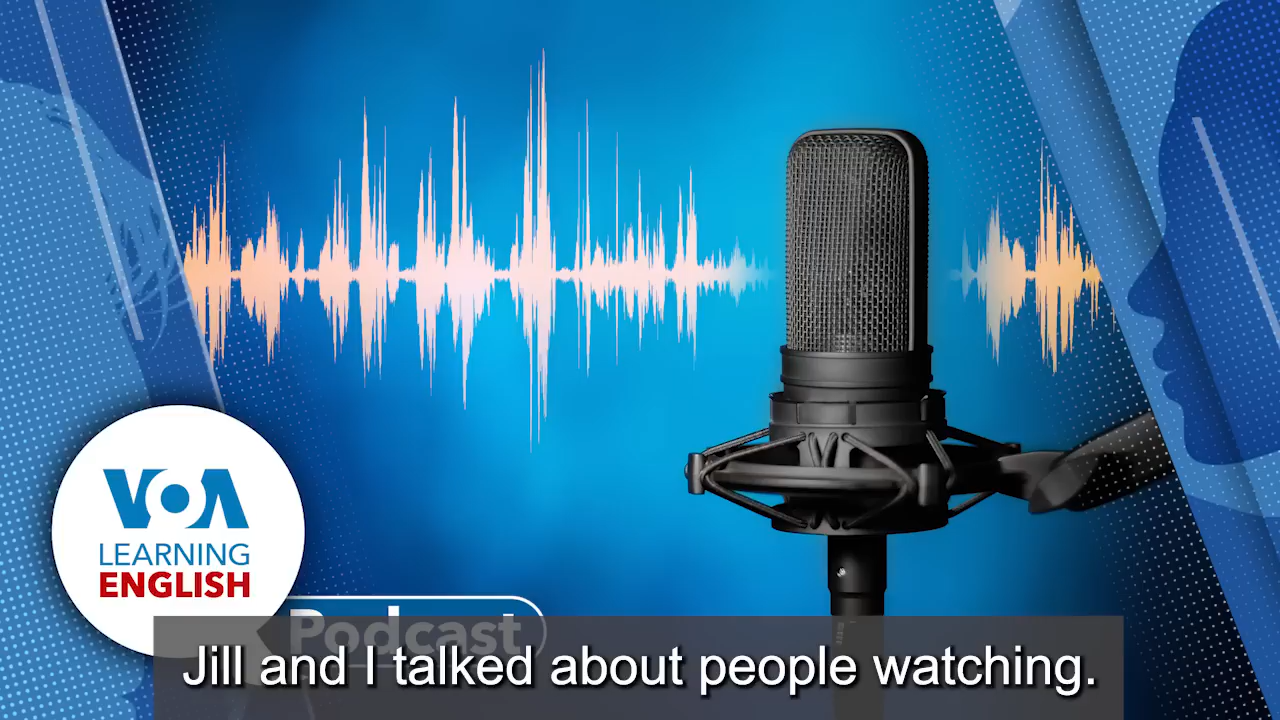 VOA
LEARNING
ENGLISH
Podcast
Jill and I talked about people watching.